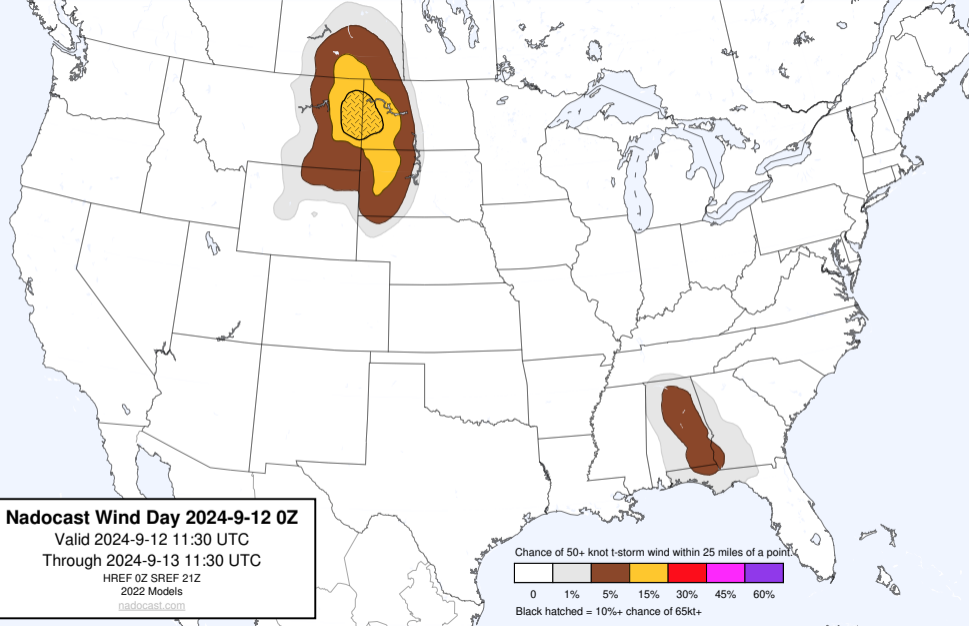 Nadocast Wind Day 2024-9-12 0Z
Valid 2024-9-12 11:30 UTC
Through 2024-9-13 11:30 UTC
HREF 0Z SREF 21Z
2022 Models
nadocast.com
Chance of 50+ knot t-storm wind within 25 miles of a point.
0 1% 5% 15% 30% 45% 60%
Black hatched = 10%+ chance of 65kt+